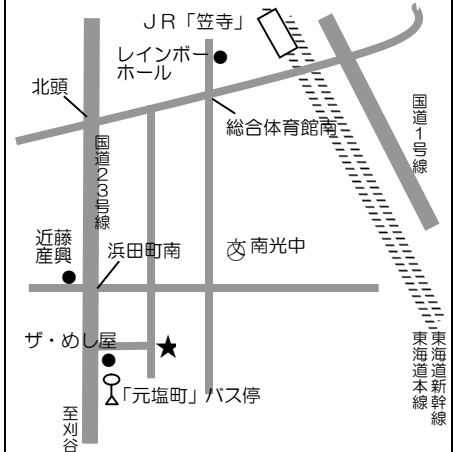 JR「笠寺」
レインボー
ホール
北頭
総合体育館南
国道1号線
国道23号線
近藤
産興
浜田町南
文
南光中
ザ・めし屋
「元塩町」バス停
至刈谷
東海道新幹線
東海道本線